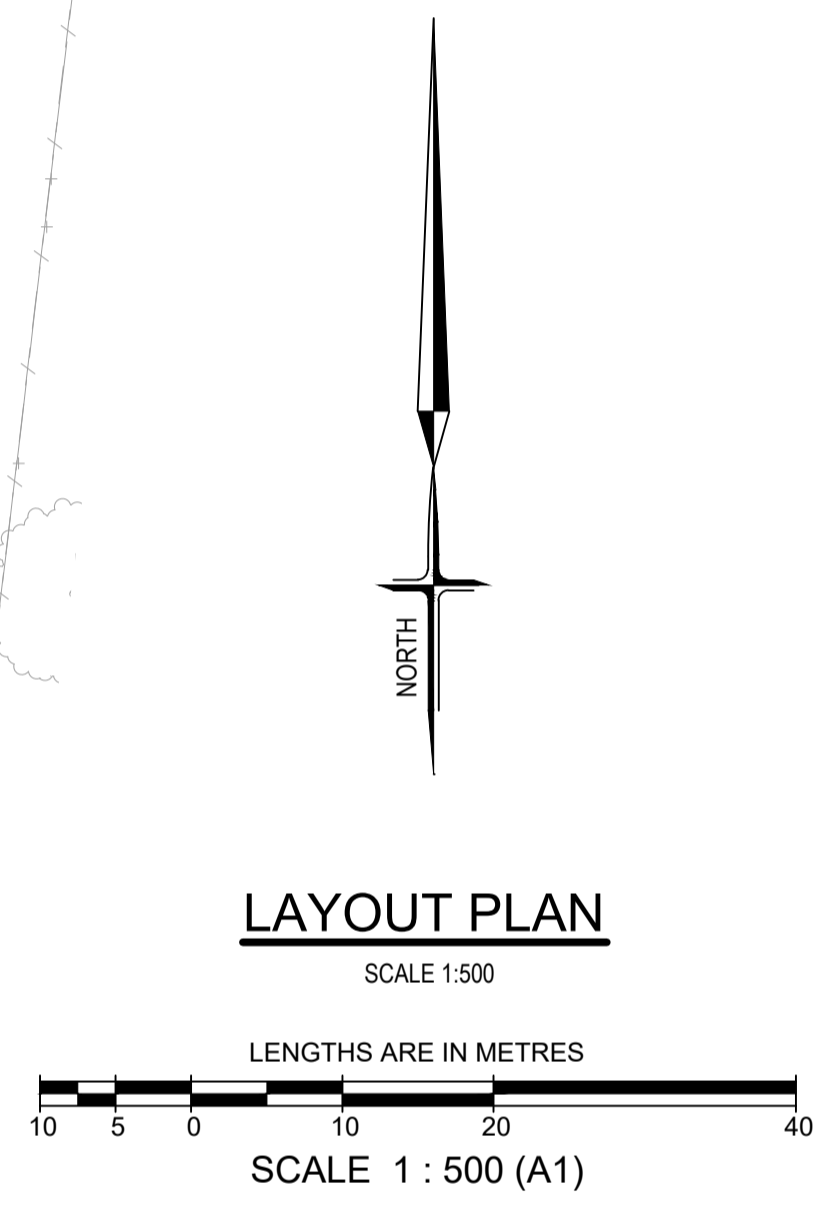 NORTH
LAYOUT PLAN
SCALE 1:500
LENGTHS ARE IN METRES
10 5 0 10 20 40
SCALE 1 : 500 (A1)